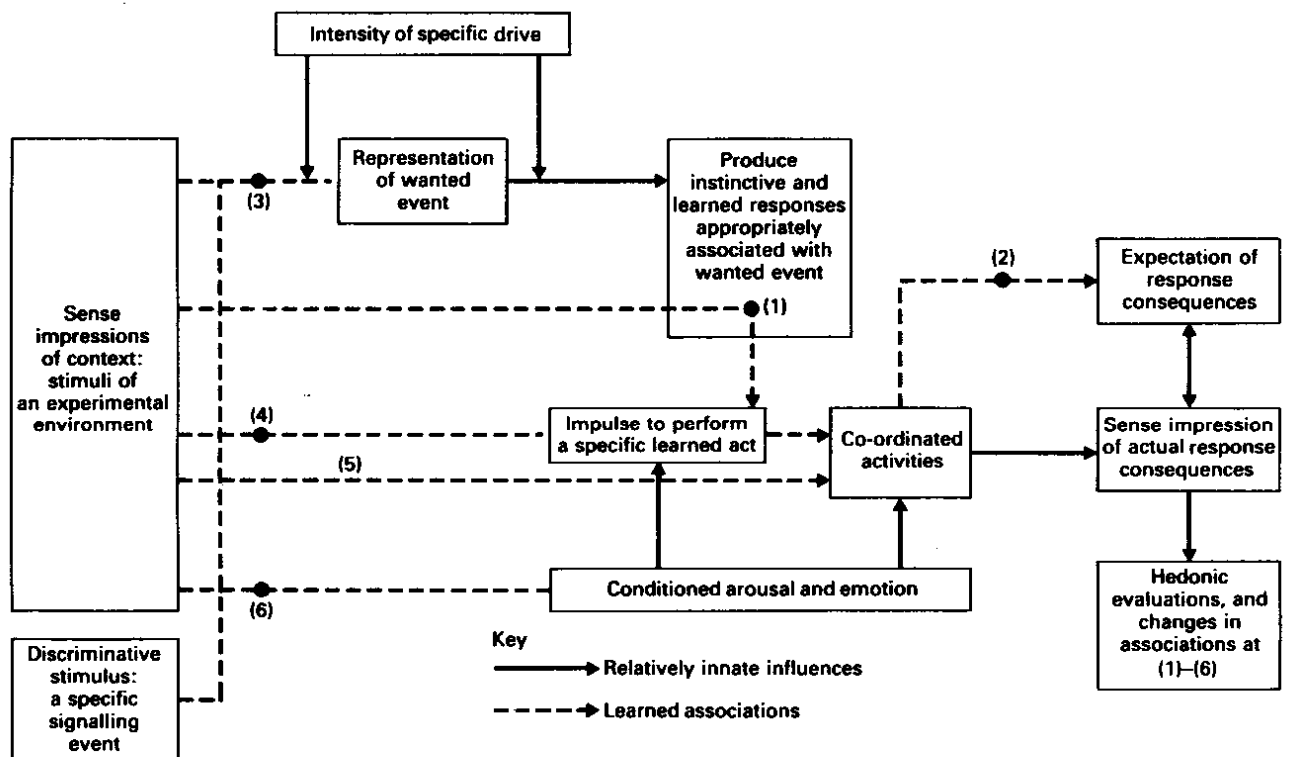 Intensity of specific drive
Representation
of wanted
event
Produce
instinctive and
learned responses
appropriately
associated with
wanted event
(3)
(1)
(2)
Expectation of
response
consequences
Sense
impressions
of context:
stimuli of
an experimental
environment
(4)
Impulse to perform
a specific learned act
Co-ordinated
activities
Sense impression
of actual response
consequences
(5)
(6)
Conditioned arousal and emotion
Hedonic
evaluations, and
changes in
associations at
(1)–(6)
Discriminative
stimulus:
a specific
signalling
event
Key
Relatively innate influences
Learned associations